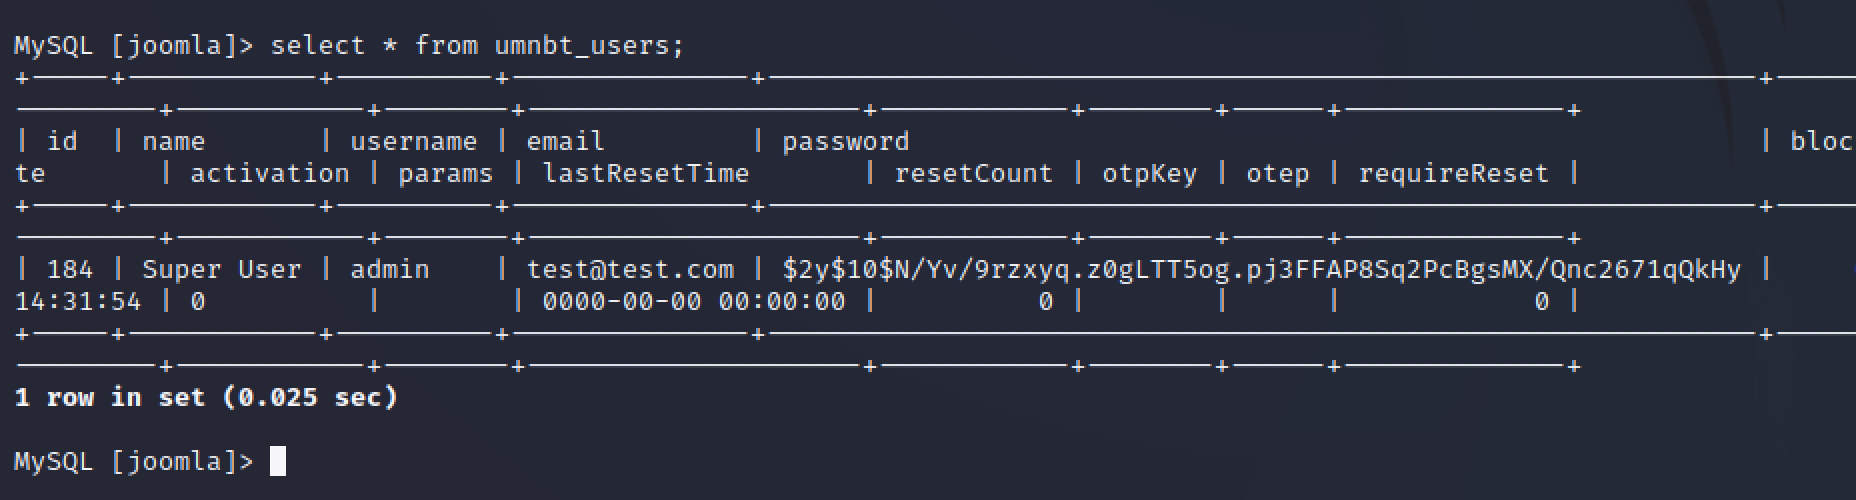 MySQL [joomla]> select * from umnbt_users;
+-----+------------+----------+---------------+--------------------------------------------------------------+----
---------+------------+--------+---------------------+------------+--------+------+--------------+
| id  | name       | username | email         | password                                                     | bloc
te       | activation | params | lastResetTime       | resetCount | otpKey | otep | requireReset |
+-----+------------+----------+---------------+--------------------------------------------------------------+----
---------+------------+--------+---------------------+------------+--------+------+--------------+
| 184 | Super User | admin    | test@test.com | $2y$10$N/Yv/9rzxyq.z0gLTT5og.pj3FFAP8Sq2PcBgsMX/Qnc2671qQkHy |
14:31:54 | 0          |        | 0000-00-00 00:00:00 |          0 |        |      |            0 |
+-----+------------+----------+---------------+--------------------------------------------------------------+----
---------+------------+--------+---------------------+------------+--------+------+--------------+
1 row in set (0.025 sec)
MySQL [joomla]>